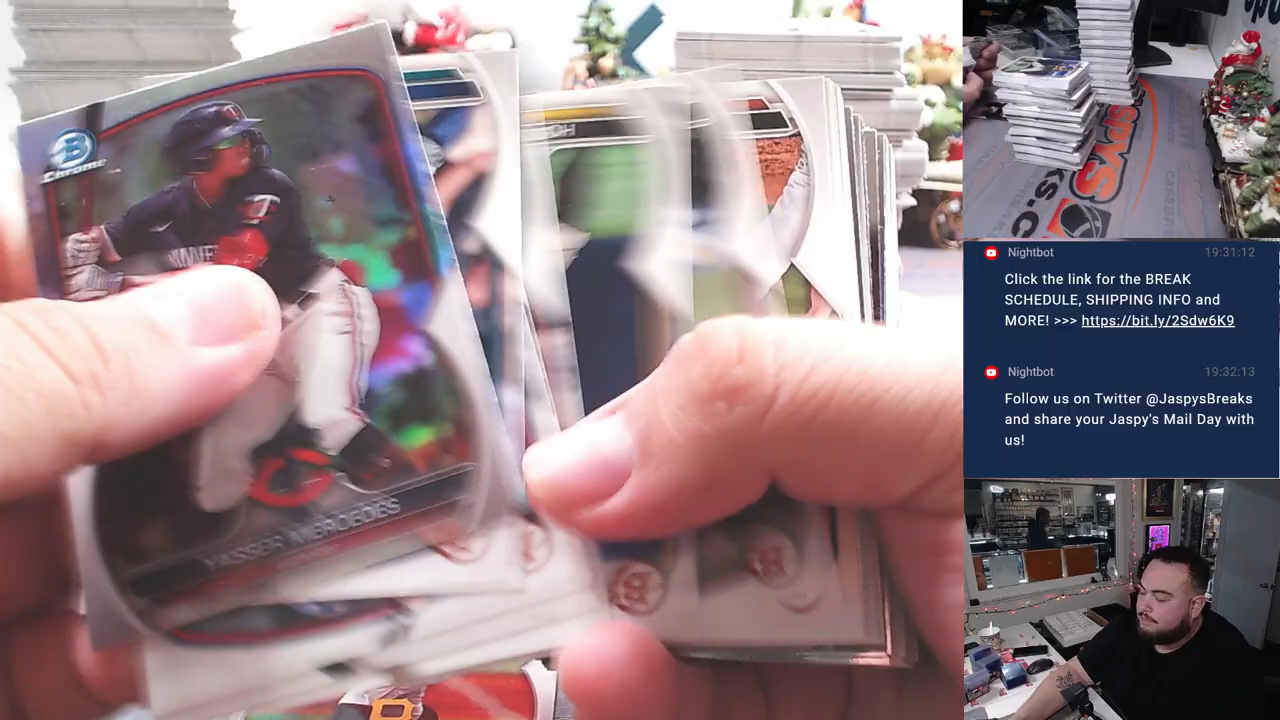 B
Chrome
T
YASSER MERCEDES
Nightbot 19:31:12
Click the link for the BREAK
SCHEDULE, SHIPPING INFO and
MORE! >>> https://bit.ly/2Sdw6K9
Nightbot 19:32:13
Follow us on Twitter @JaspysBreaks
and share your Jaspy's Mail Day with
us!